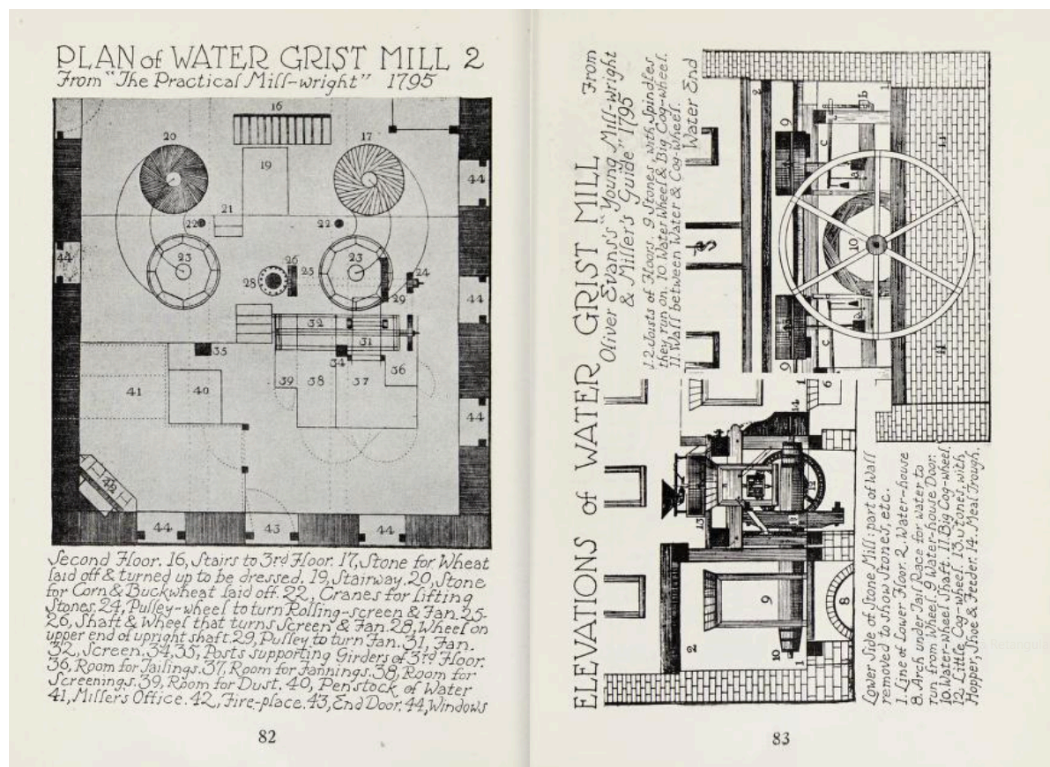 PLAN of WATER GRIST MILL 2
From "The Practical Mill-wright" 1795
16
20
17
19
44
21
22
22
44
23
23
26
25
28
24
44
29
32
31
35
34
36
41
40
39
38
37
44
42
44
43
44
Second Floor. 16, Stairs to 3rd Floor. 17, Stone for Wheat
laid off & turned up to be dressed. 19, Stairway. 20, Stone
for Corn & Buckwheat laid off. 22, Cranes for lifting
Stones. 24, Pulley-wheel to turn Rolling-screen & Fan. 25-
26, Shaft & Wheel that turns Screen & Fan. 28, Wheel on
upper end of upright shaft. 29, Pulley to turn Fan. 31, Fan.
32, Screen. 34, 35, Posts supporting Girders of 3rd Floor.
36, Room for Tailings. 37, Room for Fannings. 38, Room for
Screenings. 39, Room for Dust. 40, Penstock of Water
41, Miller's Office. 42, Fire-place. 43, End Door. 44, Windows
82
ELEVATIONS of WATER GRIST MILL From
Oliver Evans's "Young Mill-wright
& Miller's Guide" 1795
Water End
1.2 Joists of Floors. 9 Stones, with Spindles
they run on. 10 Water Wheel & Big Cog-wheel.
11. Wall between Water & Cog-Wheel.
9
9
b
c
c
a
a
10
11
11
14
6
13
12
9
8
2
10
1
Lower Side of Stone Mill: part of Wall
removed to show Stones, etc.
1. Line of Lower Floor. 2. Water-house
8. Arch under Tail Race for water to
run from Wheel. 9 Water-house Door.
10. Water-wheel Shaft. 11. Big Cog-wheel.
12. Little Cog-wheel. 13. Stones, with
Hopper, Shoe & Feeder. 14. Meal Trough.
83